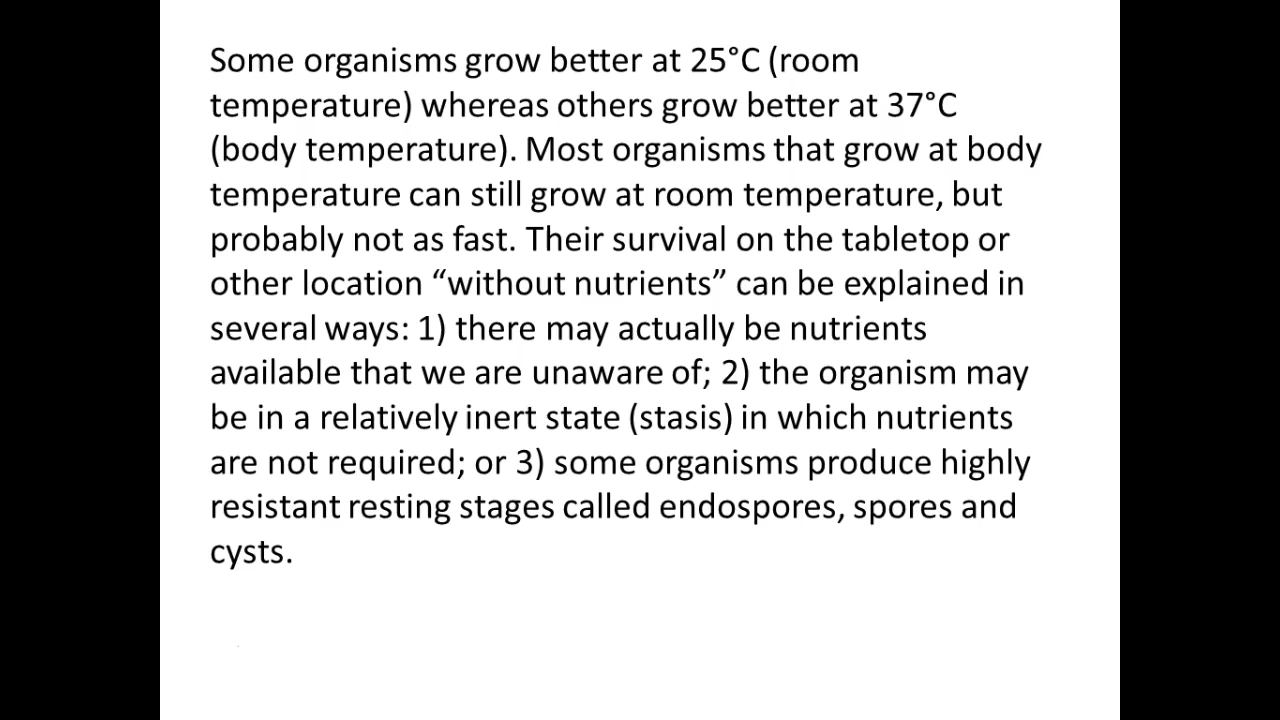 Some organisms grow better at 25°C (room
temperature) whereas others grow better at 37°C
(body temperature). Most organisms that grow at body
temperature can still grow at room temperature, but
probably not as fast. Their survival on the tabletop or
other location “without nutrients” can be explained in
several ways: 1) there may actually be nutrients
available that we are unaware of; 2) the organism may
be in a relatively inert state (stasis) in which nutrients
are not required; or 3) some organisms produce highly
resistant resting stages called endospores, spores and
cysts.